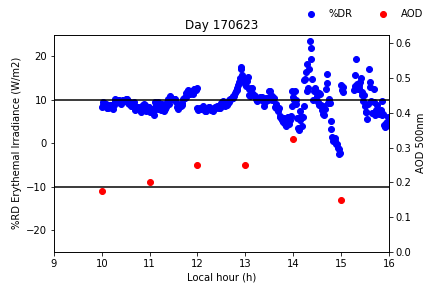 %DR AOD
Day 170623
%RD Erythermal Irradiance (W/m2)
20
10
0
−10
−20
0.6
0.5
0.4
0.3
0.2
0.1
0.0
AOD 500nm
9 10 11 12 13 14 15 16
Local hour (h)